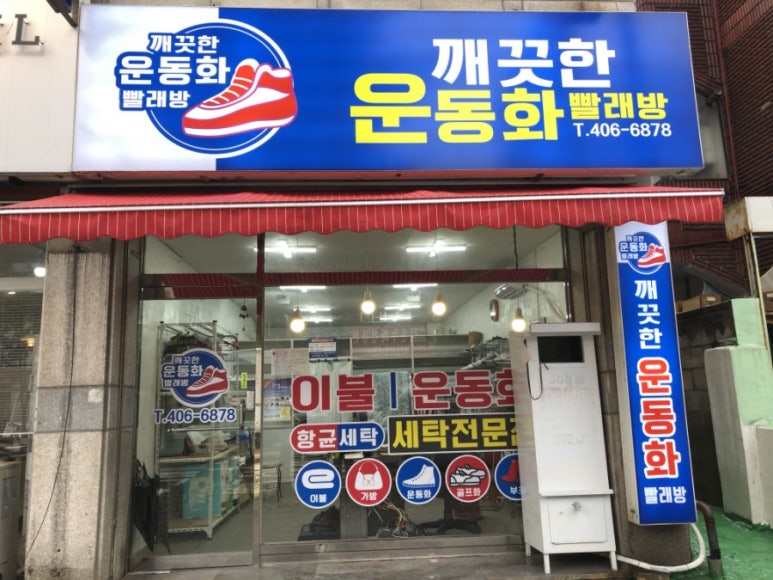 깨끗한
운동화
빨래방
깨끗한
운동화 빨래방
T.406-6878
깨끗한
운동화
빨래방
T.406-6878
이불 | 운동화
항균세탁
세탁전문
이불
가방
운동화
골프화
부
깨끗한
운동화
빨래방
깨끗한 운동화 빨래방